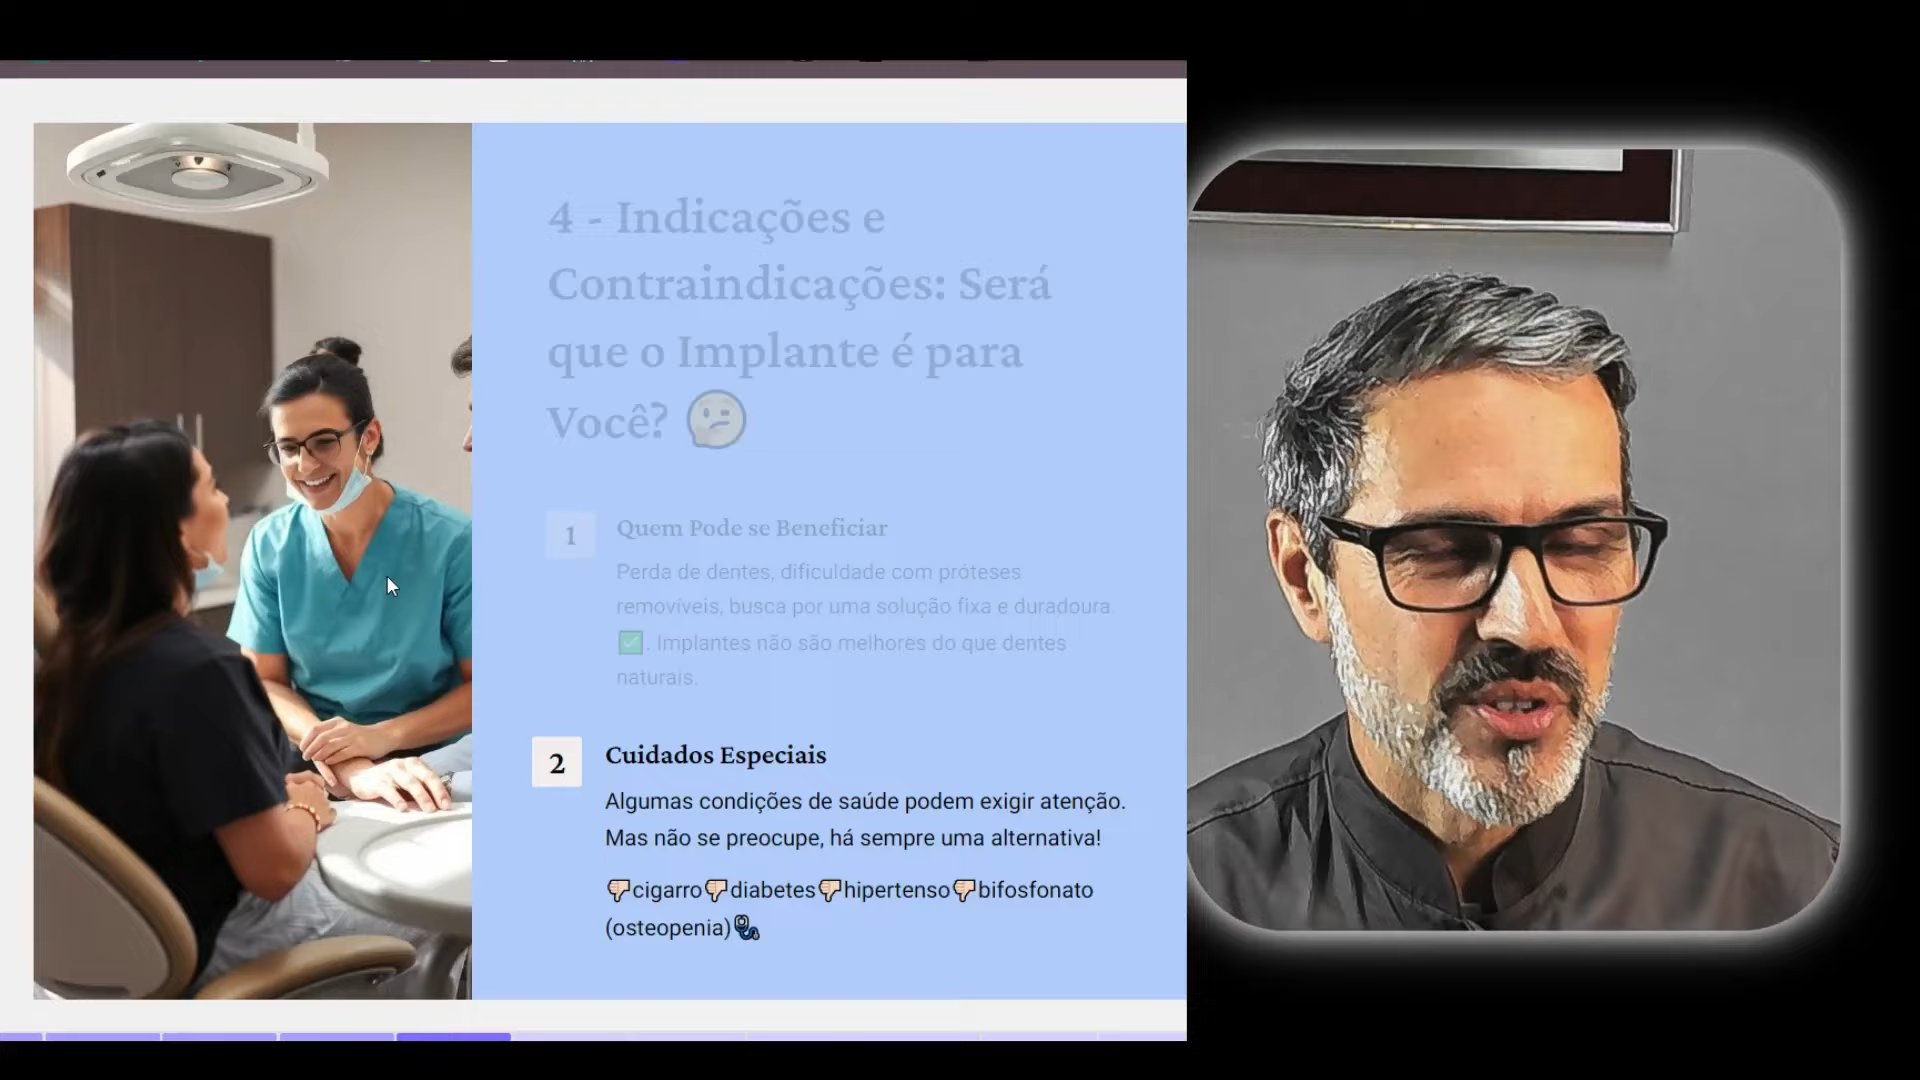 4 - Indicações e
Contraindicações: Será
que o Implante é para
Você? 🤔
1
Quem Pode se Beneficiar
Perda de dentes, dificuldade com próteses
removíveis, busca por uma solução fixa e duradoura.
✅. Implantes não são melhores do que dentes
naturais.
2
Cuidados Especiais
Algumas condições de saúde podem exigir atenção.
Mas não se preocupe, há sempre uma alternativa!
👎cigarro👎diabetes👎hipertenso👎bifosfonato
(osteopenia)🩺